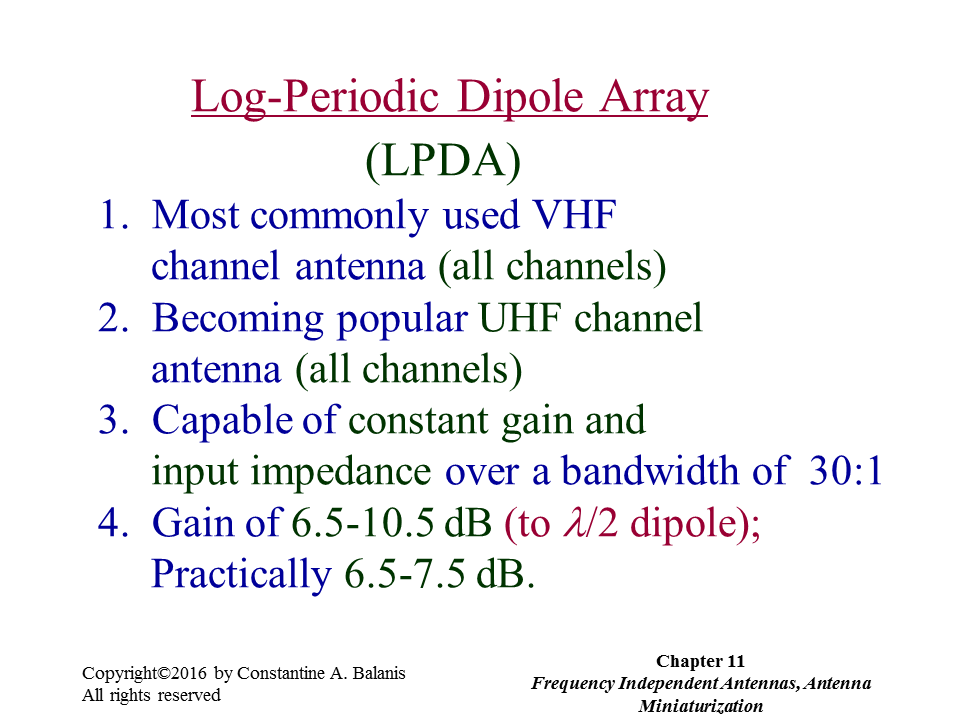 Log-Periodic Dipole Array
(LPDA)
1. Most commonly used VHF
channel antenna (all channels)
2. Becoming popular UHF channel
antenna (all channels)
3. Capable of constant gain and
input impedance over a bandwidth of 30:1
4. Gain of 6.5-10.5 dB (to λ/2 dipole);
Practically 6.5-7.5 dB.
Copyright©2016 by Constantine A. Balanis
All rights reserved
Chapter 11
Frequency Independent Antennas, Antenna
Miniaturization